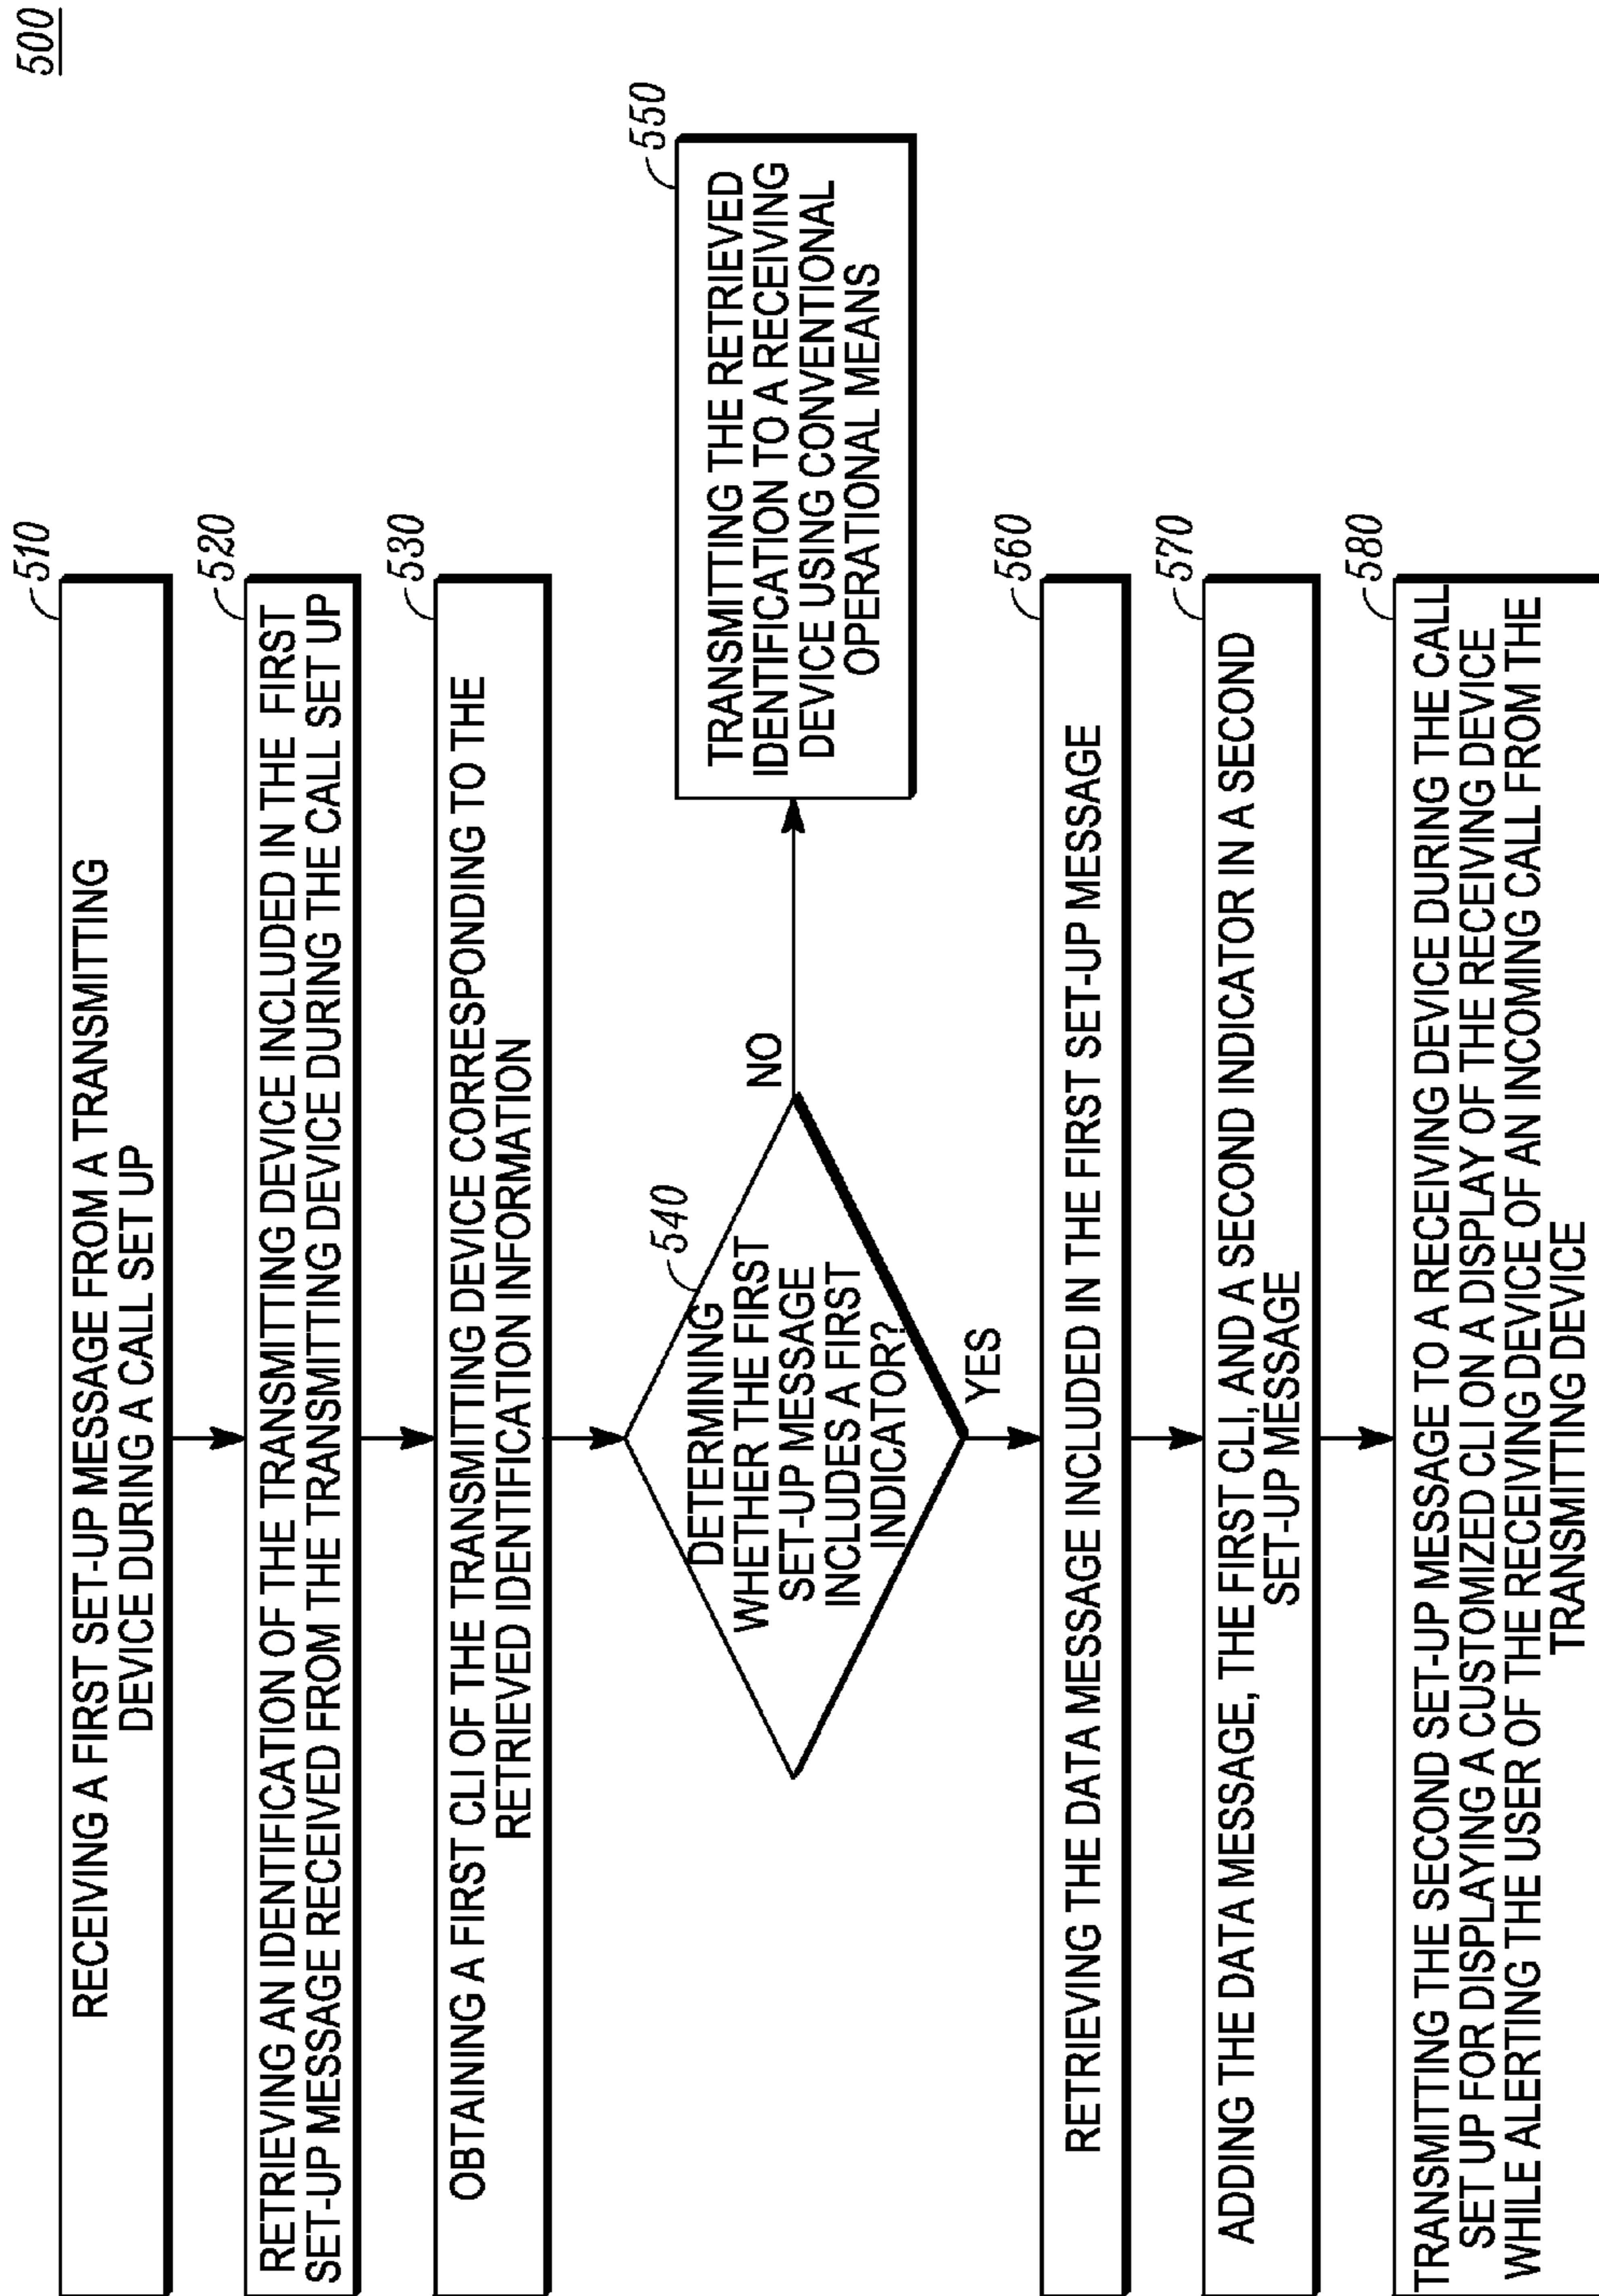 500
510
RECEIVING A FIRST SET-UP MESSAGE FROM A TRANSMITTING
DEVICE DURING A CALL SET UP
520
RETRIEVING AN IDENTIFICATION OF THE TRANSMITTING DEVICE INCLUDED IN THE FIRST
SET-UP MESSAGE RECEIVED FROM THE TRANSMITTING DEVICE DURING THE CALL SET UP
530
OBTAINING A FIRST CLI OF THE TRANSMITTING DEVICE CORRESPONDING TO THE
RETRIEVED IDENTIFICATION INFORMATION
540
DETERMINING
WHETHER THE FIRST
SET-UP MESSAGE
INCLUDES A FIRST
INDICATOR?
NO
550
TRANSMITTING THE RETRIEVED
IDENTIFICATION TO A RECEIVING
DEVICE USING CONVENTIONAL
OPERATIONAL MEANS
YES
560
RETRIEVING THE DATA MESSAGE INCLUDED IN THE FIRST SET-UP MESSAGE
570
ADDING THE DATA MESSAGE, THE FIRST CLI, AND A SECOND INDICATOR IN A SECOND
SET-UP MESSAGE
580
TRANSMITTING THE SECOND SET-UP MESSAGE TO A RECEIVING DEVICE DURING THE CALL
SET UP FOR DISPLAYING A CUSTOMIZED CLI ON A DISPLAY OF THE RECEIVING DEVICE
WHILE ALERTING THE USER OF THE RECEIVING DEVICE OF AN INCOMING CALL FROM THE
TRANSMITTING DEVICE